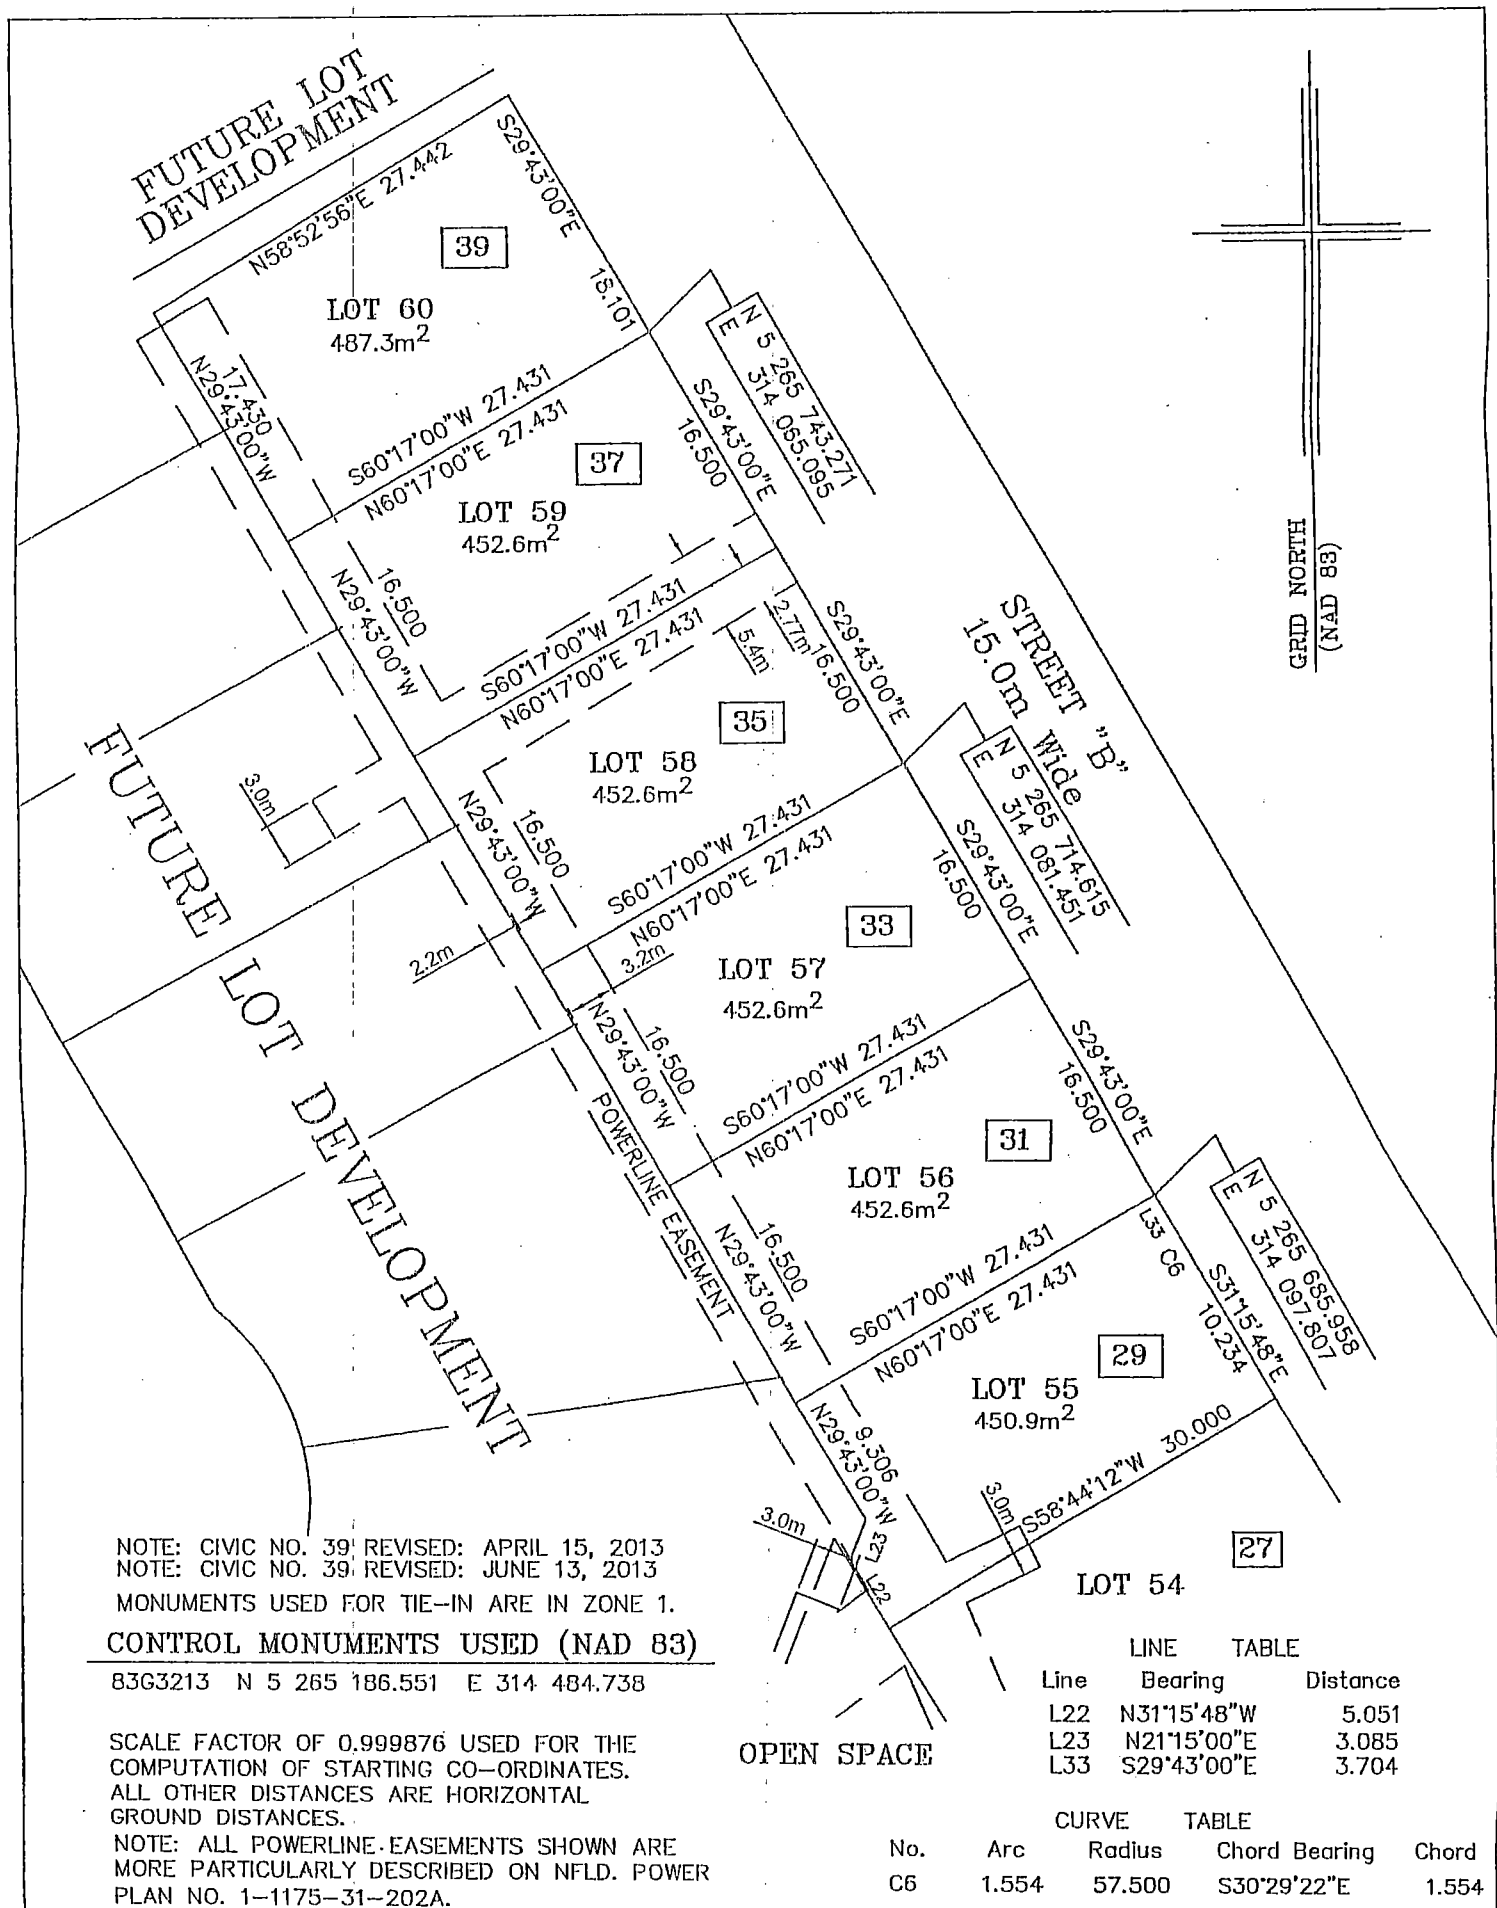 FUTURE LOT
DEVELOPMENT
N58°52'56"E 27.442
S29°43'00"E
18.101
39
LOT 60
487.3m²
17.430
N29°43'00"W
S60°17'00"W 27.431
N60°17'00"E 27.431
N 5 265 743.271
E 314 065.095
S29°43'00"E
16.500
37
LOT 59
452.6m²
16.500
N29°43'00"W
S60°17'00"W 27.431
N60°17'00"E 27.431
2.77m
5.4m
S29°43'00"E
16.500
35
LOT 58
452.6m²
3.0m
16.500
N29°43'00"W
S60°17'00"W 27.431
N60°17'00"E 27.431
STREET "B"
15.0m Wide
GRID NORTH
(NAD 83)
N 5 265 714.615
E 314 081.451
S29°43'00"E
16.500
33
LOT 57
452.6m²
2.2m
3.2m
16.500
N29°43'00"W
S60°17'00"W 27.431
N60°17'00"E 27.431
FUTURE LOT DEVELOPMENT
POWERLINE EASEMENT
S29°43'00"E
16.500
31
LOT 56
452.6m²
16.500
N29°43'00"W
S60°17'00"W 27.431
N60°17'00"E 27.431
N 5 265 685.958
E 314 097.807
L33 C6
S31°15'48"E
10.234
29
LOT 55
450.9m²
9.306
N29°43'00"W
S58°44'12"W 30.000
3.0m
3.0m
L23
L22
27
LOT 54
OPEN SPACE
NOTE: CIVIC NO. 39 REVISED: APRIL 15, 2013
NOTE: CIVIC NO. 39 REVISED: JUNE 13, 2013
MONUMENTS USED FOR TIE-IN ARE IN ZONE 1.
CONTROL MONUMENTS USED (NAD 83)
83G3213 N 5 265 186.551 E 314 484.738
SCALE FACTOR OF 0.999876 USED FOR THE
COMPUTATION OF STARTING CO-ORDINATES.
ALL OTHER DISTANCES ARE HORIZONTAL
GROUND DISTANCES.
NOTE: ALL POWERLINE EASEMENTS SHOWN ARE
MORE PARTICULARLY DESCRIBED ON NFLD. POWER
PLAN NO. 1-1175-31-202A.
LINE TABLE
Line Bearing Distance
L22 N31°15'48"W 5.051
L23 N21°15'00"E 3.085
L33 S29°43'00"E 3.704
CURVE TABLE
No. Arc Radius Chord Bearing Chord
C6 1.554 57.500 S30°29'22"E 1.554